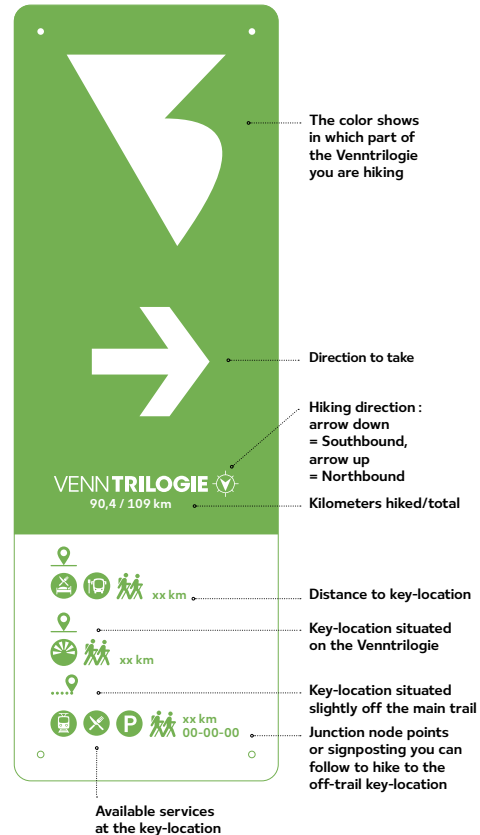 The color shows
in which part of
the Venntrilogie
you are hiking
Direction to take
Hiking direction :
arrow down
= Southbound,
arrow up
= Northbound
VENNTRILOGIE
90,4 / 109 km
Kilometers hiked/total
xx km
Distance to key-location
Key-location situated
on the Venntrilogie
xx km
Key-location situated
slightly off the main trail
P
xx km
00-00-00
Junction node points
or signposting you can
follow to hike to the
off-trail key-location
Available services
at the key-location